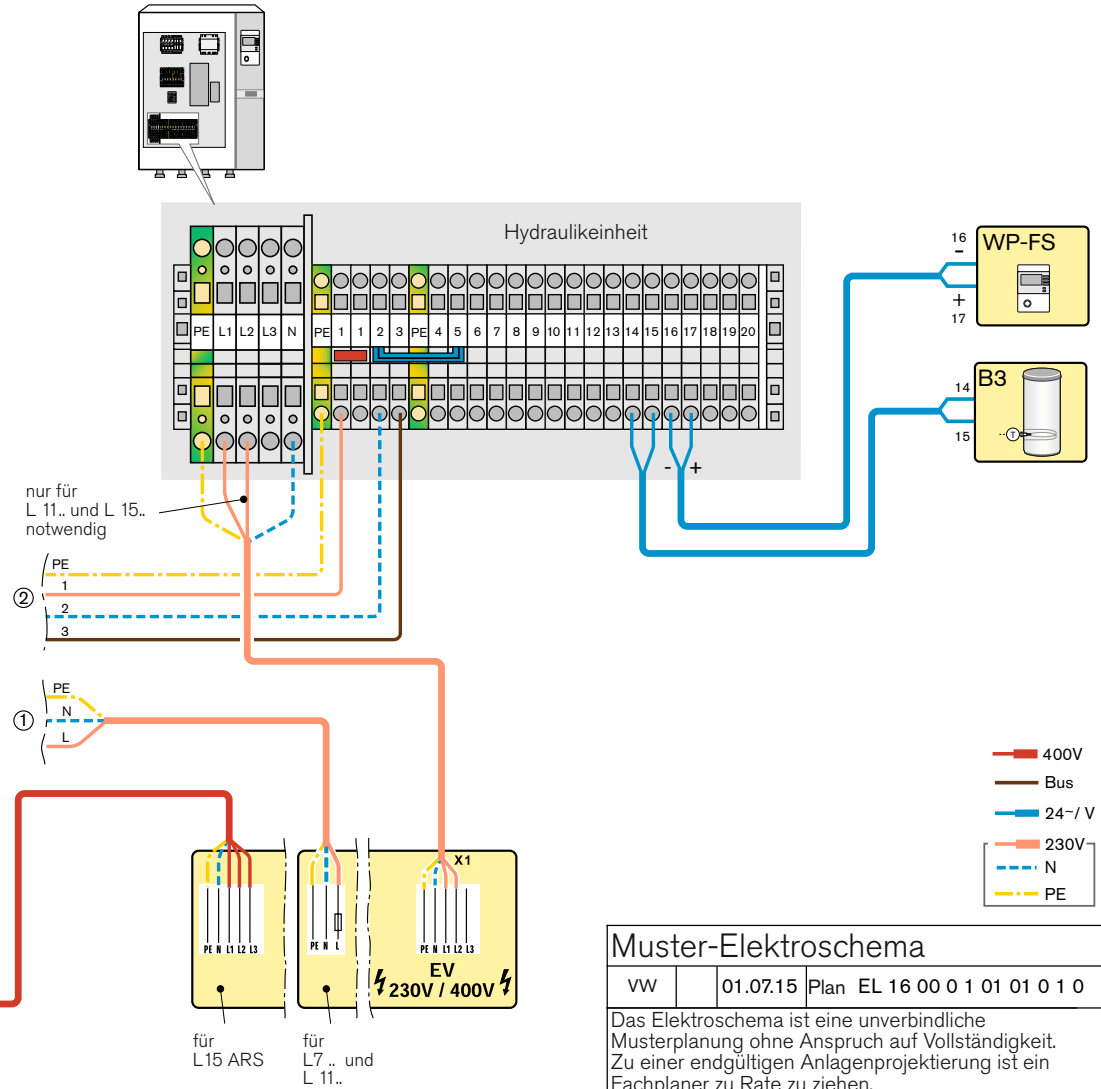 Hydraulikeinheit
16
-
+
17
WP-FS
14
15
B3
T
PE L1 L2 L3 N PE 1 1 2 3 PE 4 5 6 7 8 9 10 11 12 13 14 15 16 17 18 19 20
- +
nur für
L 11.. und L 15..
notwendig
② PE
1
2
3
① PE
N
L
400V
Bus
24~/ V
230V
N
PE
X1
PE N L1 L2 L3
PE N L
PE N L1 L2 L3
EV
230V / 400V
für
L15 ARS
für
L7 .. und
L 11..
Muster-Elektroschema
VW 01.07.15 Plan EL 16 00 0 1 01 01 0 1 0
Das Elektroschema ist eine unverbindliche
Musterplanung ohne Anspruch auf Vollständigkeit.
Zu einer endgültigen Anlagenprojektierung ist ein
Fachplaner zu Rate zu ziehen.